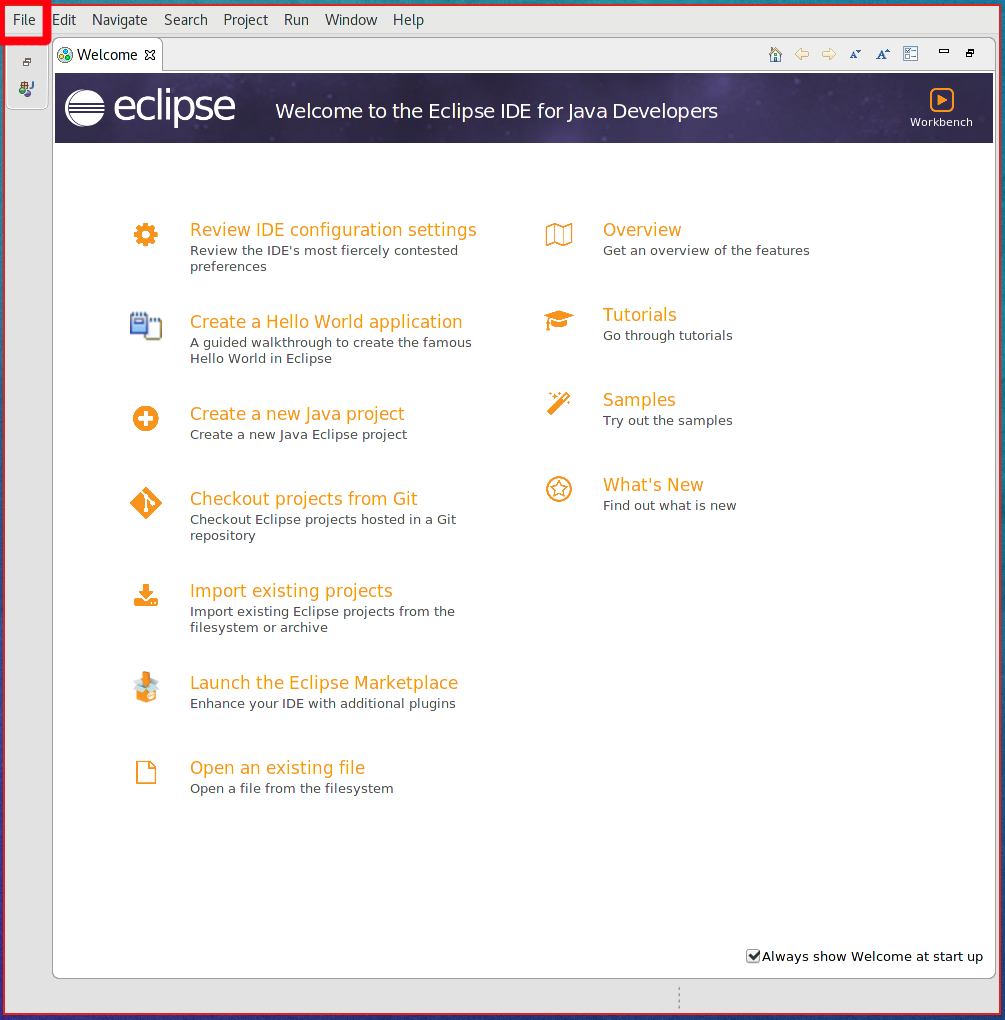 File Edit Navigate Search Project Run Window Help
Welcome
eclipse Welcome to the Eclipse IDE for Java Developers
Workbench
Review IDE configuration settings
Review the IDE's most fiercely contested
preferences
Create a Hello World application
A guided walkthrough to create the famous
Hello World in Eclipse
Create a new Java project
Create a new Java Eclipse project
Checkout projects from Git
Checkout Eclipse projects hosted in a Git
repository
Import existing projects
Import existing Eclipse projects from the
filesystem or archive
Launch the Eclipse Marketplace
Enhance your IDE with additional plugins
Open an existing file
Open a file from the filesystem
Overview
Get an overview of the features
Tutorials
Go through tutorials
Samples
Try out the samples
What's New
Find out what is new
Always show Welcome at start up